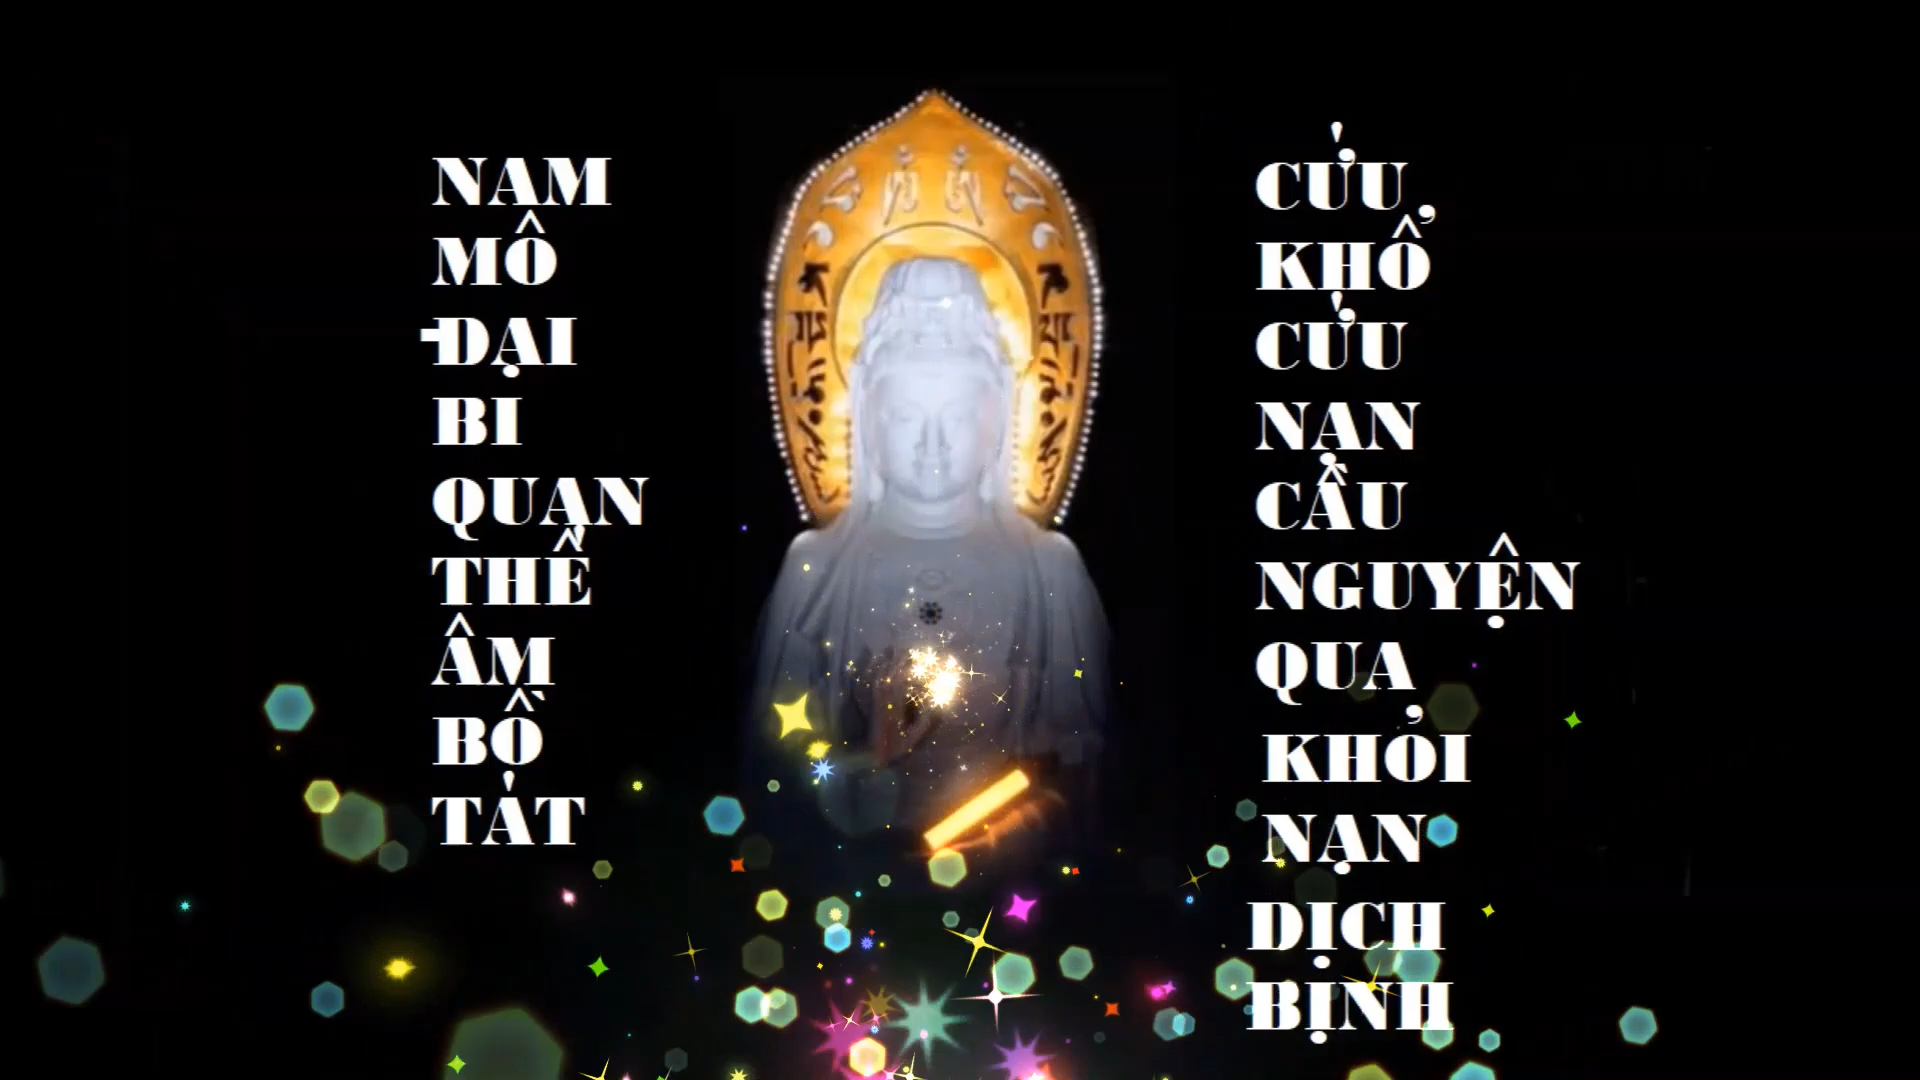 NAM
MÔ
ĐẠI
BI
QUAN
THẾ
ÂM
BỒ
TÁT
CỨU
KHỔ
CỨU
NẠN
CẦU
NGUYỆN
QUA
KHỎI
NẠN
DỊCH
BỊNH